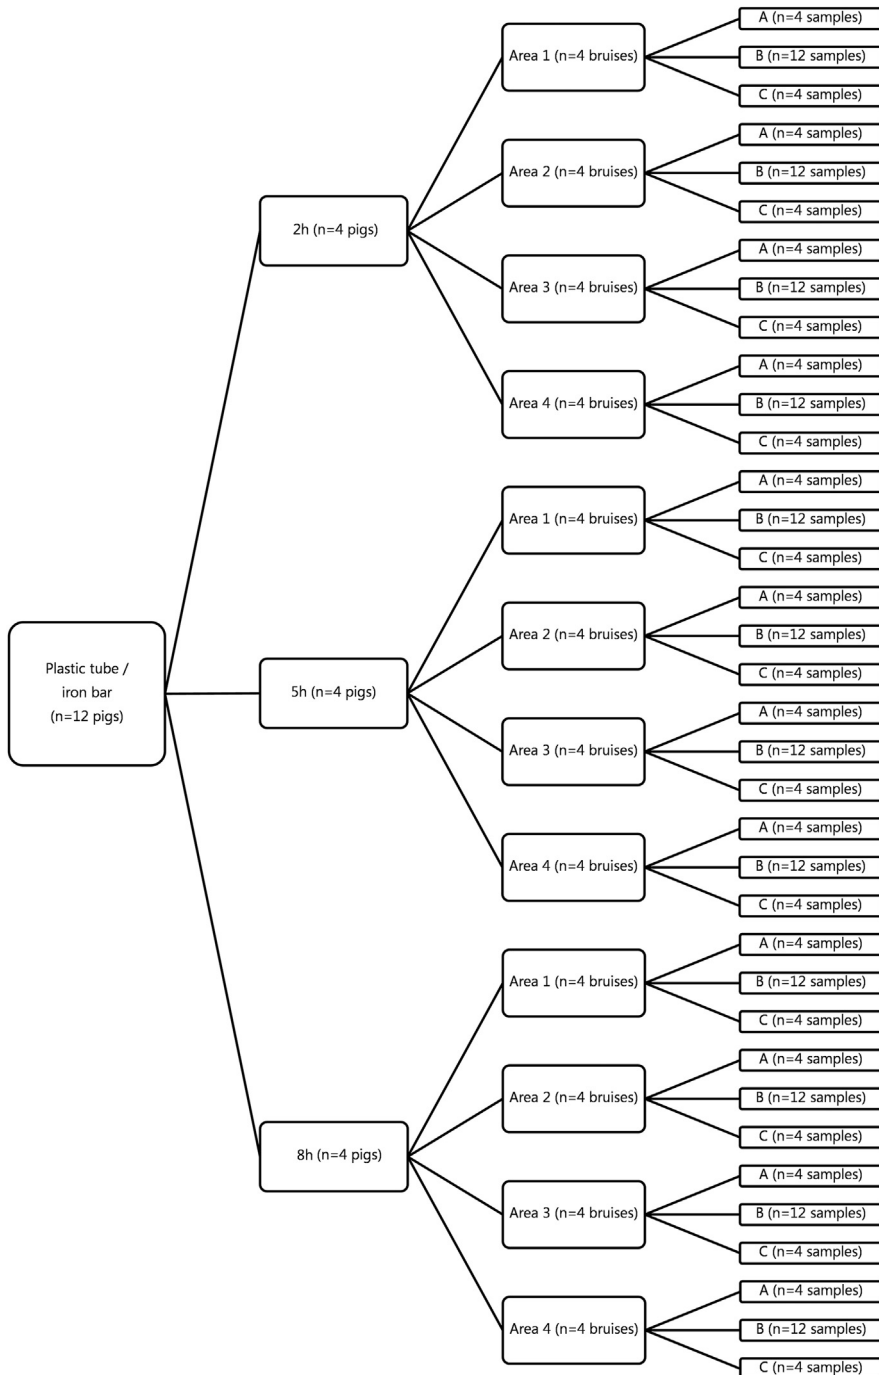 Plastic tube /
iron bar
(n=12 pigs)
2h (n=4 pigs)
Area 1 (n=4 bruises)
A (n=4 samples)
B (n=12 samples)
C (n=4 samples)
Area 2 (n=4 bruises)
A (n=4 samples)
B (n=12 samples)
C (n=4 samples)
Area 3 (n=4 bruises)
A (n=4 samples)
B (n=12 samples)
C (n=4 samples)
Area 4 (n=4 bruises)
A (n=4 samples)
B (n=12 samples)
C (n=4 samples)
5h (n=4 pigs)
Area 1 (n=4 bruises)
A (n=4 samples)
B (n=12 samples)
C (n=4 samples)
Area 2 (n=4 bruises)
A (n=4 samples)
B (n=12 samples)
C (n=4 samples)
Area 3 (n=4 bruises)
A (n=4 samples)
B (n=12 samples)
C (n=4 samples)
Area 4 (n=4 bruises)
A (n=4 samples)
B (n=12 samples)
C (n=4 samples)
8h (n=4 pigs)
Area 1 (n=4 bruises)
A (n=4 samples)
B (n=12 samples)
C (n=4 samples)
Area 2 (n=4 bruises)
A (n=4 samples)
B (n=12 samples)
C (n=4 samples)
Area 3 (n=4 bruises)
A (n=4 samples)
B (n=12 samples)
C (n=4 samples)
Area 4 (n=4 bruises)
A (n=4 samples)
B (n=12 samples)
C (n=4 samples)